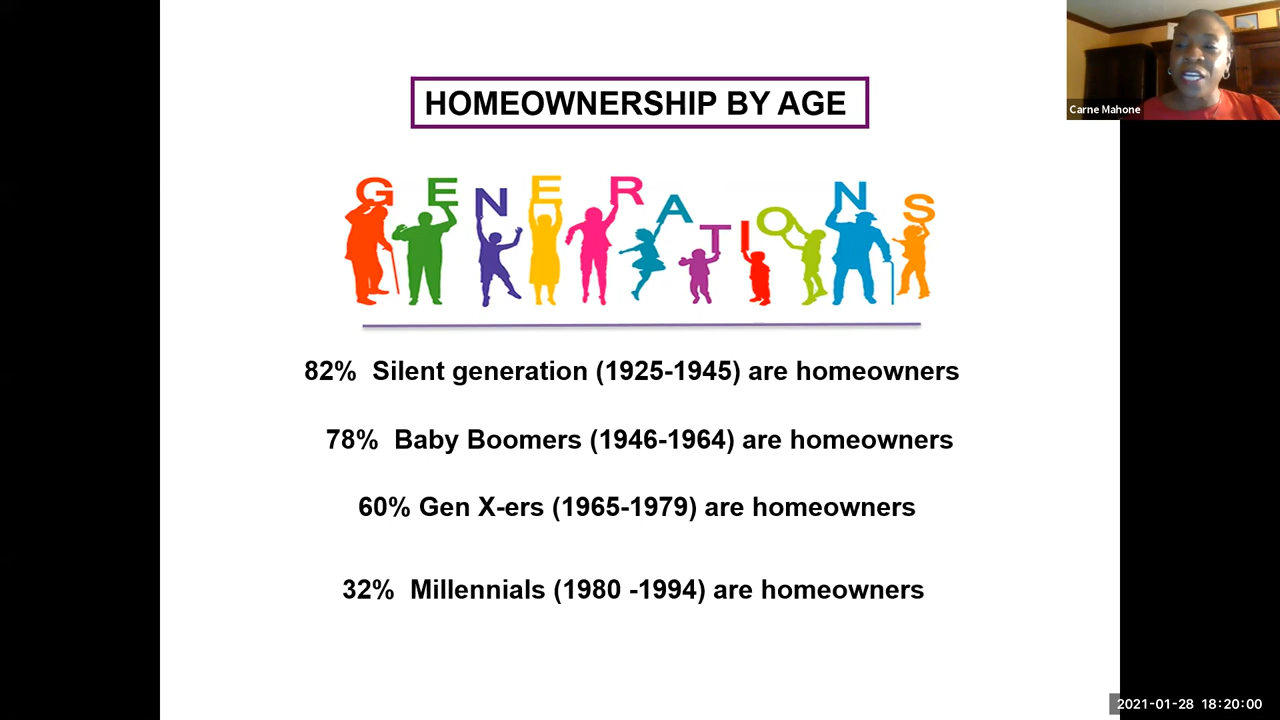 HOMEOWNERSHIP BY AGE
Carne Mahone
GENERATIONS
82% Silent generation (1925-1945) are homeowners
78% Baby Boomers (1946-1964) are homeowners
60% Gen X-ers (1965-1979) are homeowners
32% Millennials (1980 -1994) are homeowners
2021-01-28 18:20:00